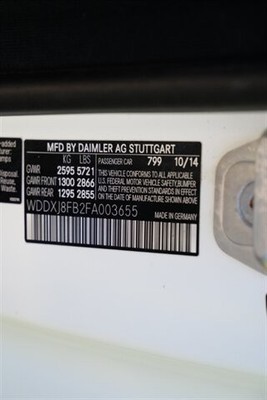 MFD.BY DAIMLER AG STUTTGART
KG LBS PASSENGER CAR 799 10/14
GVWR 2595 5721 THIS VEHICLE CONFORMS TO ALL APPLICABLE
GAWR FRONT 1300 2866 U.S. FEDERAL MOTOR VEHICLE SAFETY,BUMPER
GAWR REAR 1295 2855 AND THEFT PREVENTION STANDARDS IN EFFECT
ON THE DATE OF MANUFACTURE SHOWN ABOVE
WDDXJ8FB2FA003655
MADE IN GERMANY